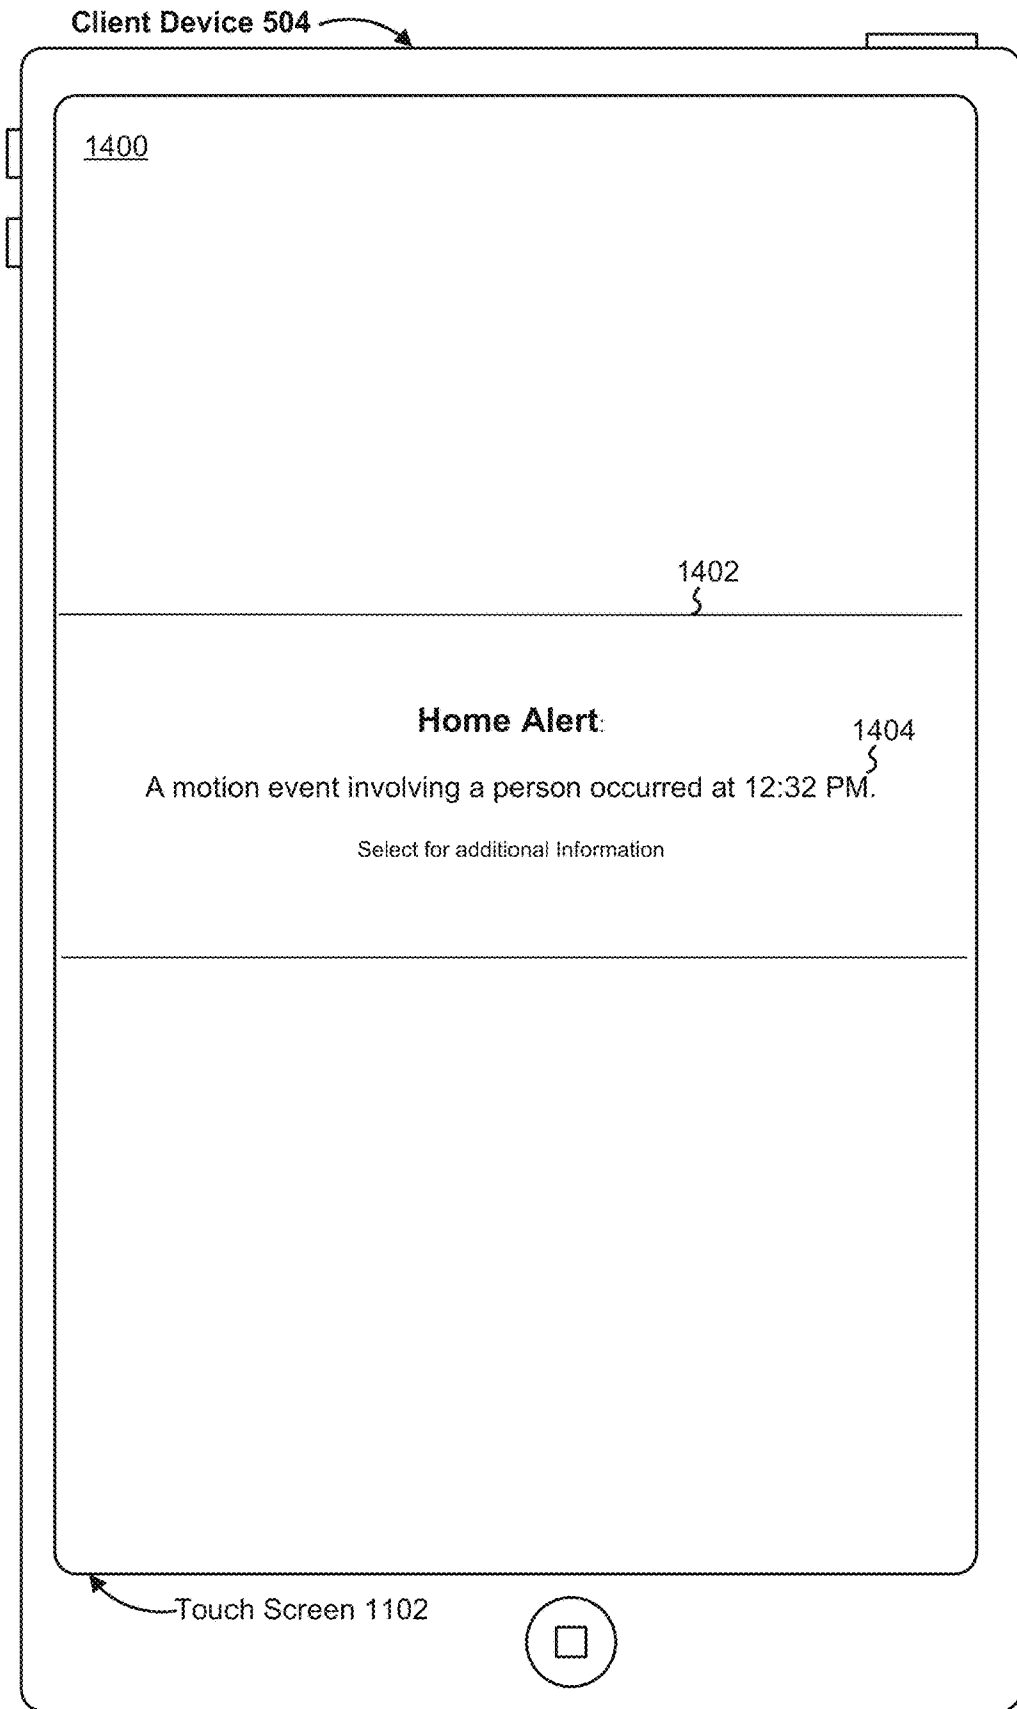 Client Device 504
1400
1402
Home Alert:
1404
A motion event involving a person occurred at 12:32 PM.
Select for additional Information
Touch Screen 1102